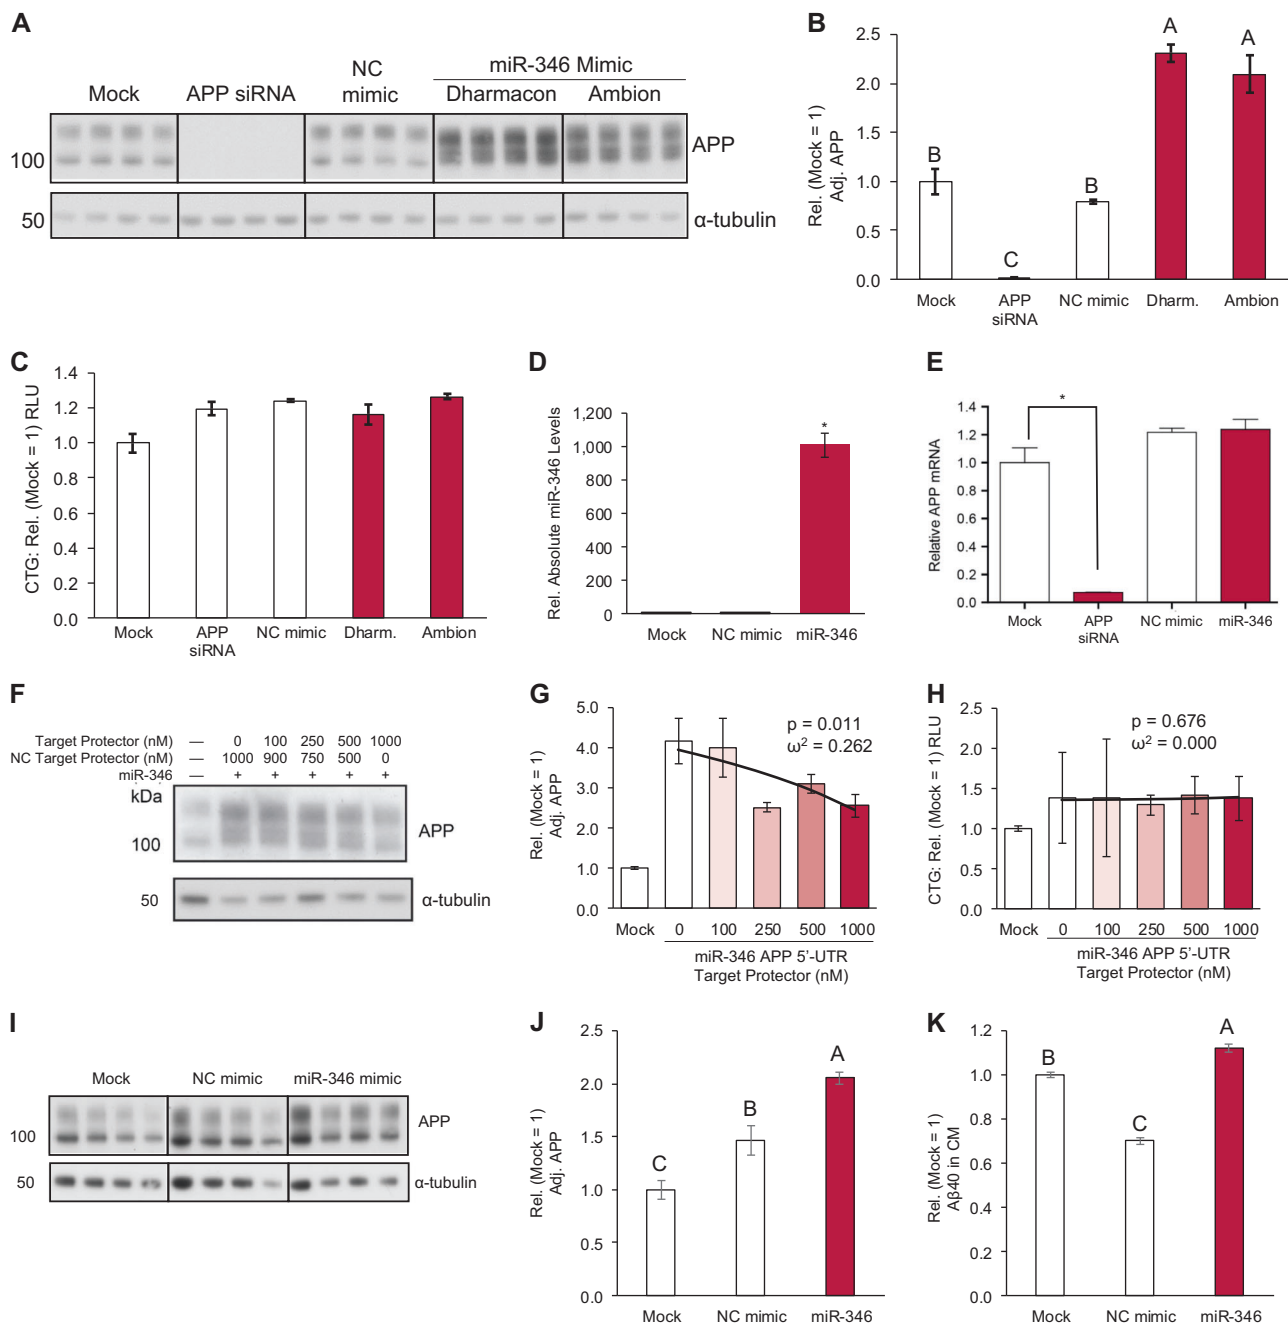 A
NC mimic
miR-346 Mimic
Mock
APP siRNA
Dharmacon
Ambion
100
APP
50
α-tubulin
B
Rel. (Mock = 1)
Adj. APP
2.5
2.0
1.5
1.0
0.5
0.0
B
C
B
A
A
Mock
APP siRNA
NC mimic
Dharm.
Ambion
C
CTG: Rel. (Mock = 1) RLU
1.4
1.2
1.0
0.8
0.6
0.4
0.2
0.0
Mock
APP siRNA
NC mimic
Dharm.
Ambion
D
Rel. Absolute miR-346 Levels
1,200
1,000
800
600
400
200
0
*
Mock
NC mimic
miR-346
E
Relative APP mRNA
1.4
1.2
1.0
0.8
0.6
0.4
0.2
0.0
*
Mock
APP siRNA
NC mimic
miR-346
F
Target Protector (nM) — 0 100 250 500 1000
NC Target Protector (nM) — 1000 900 750 500 0
miR-346 — + + + + +
kDa
100
APP
50
α-tubulin
G
Rel. (Mock = 1)
Adj. APP
5.0
4.0
3.0
2.0
1.0
0.0
p = 0.011
ω² = 0.262
Mock 0 100 250 500 1000
miR-346 APP 5'-UTR
Target Protector (nM)
H
CTG: Rel. (Mock = 1) RLU
2.5
2.0
1.5
1.0
0.5
0.0
p = 0.676
ω² = 0.000
Mock 0 100 250 500 1000
miR-346 APP 5'-UTR
Target Protector (nM)
I
Mock
NC mimic
miR-346 mimic
100
APP
50
α-tubulin
J
Rel. (Mock = 1)
Adj. APP
2.5
2.0
1.5
1.0
0.5
0.0
C
B
A
Mock
NC mimic
miR-346
K
Rel. (Mock = 1)
Aβ40 in CM
1.2
1.0
0.8
0.6
0.4
0.2
0.0
B
C
A
Mock
NC mimic
miR-346